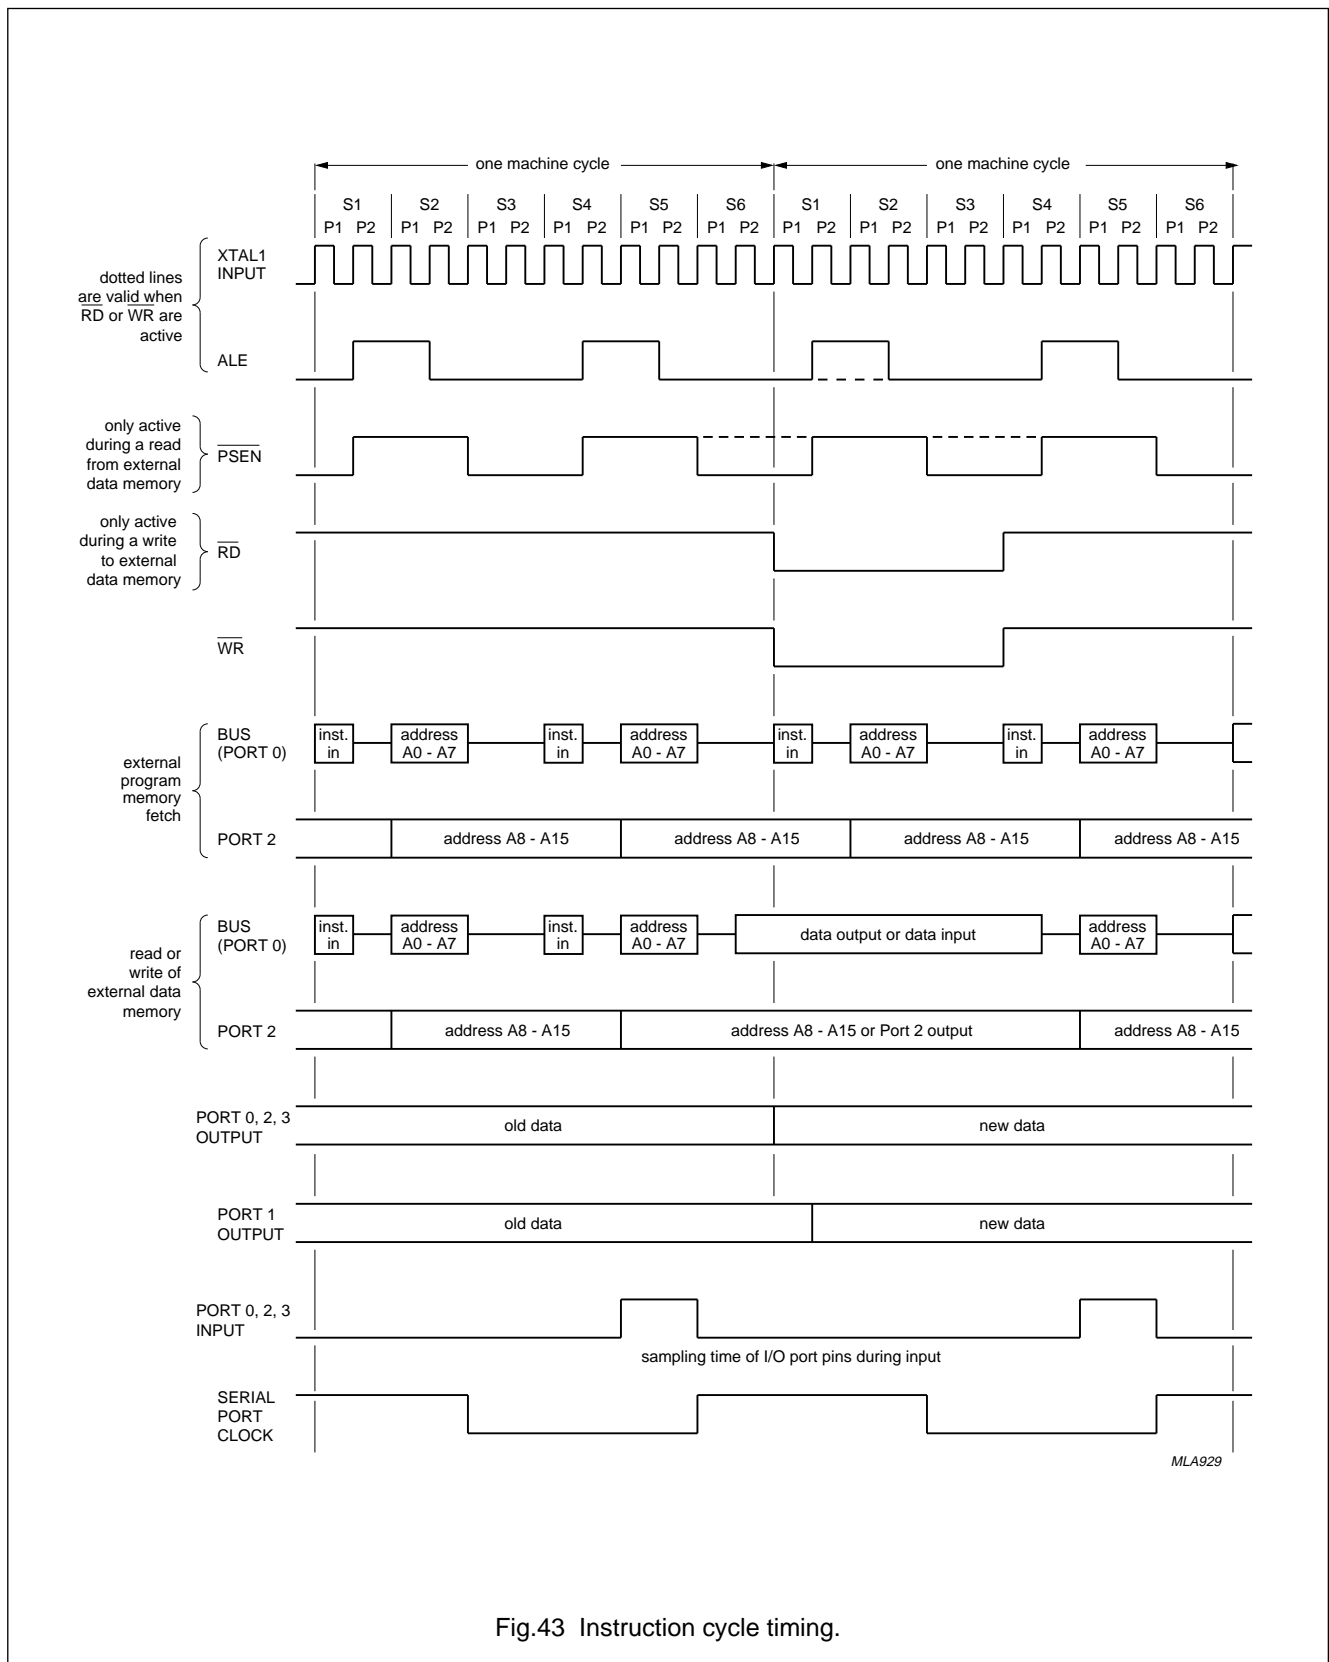 one machine cycle one machine cycle
S1 S2 S3 S4 S5 S6 S1 S2 S3 S4 S5 S6
P1 P2 P1 P2 P1 P2 P1 P2 P1 P2 P1 P2 P1 P2 P1 P2 P1 P2 P1 P2 P1 P2 P1 P2
dotted lines
are valid when
RD or WR are
active
XTAL1
INPUT
ALE
only active
during a read
from external
data memory
PSEN
only active
during a write
to external
data memory
RD
WR
external
program
memory
fetch
BUS
(PORT 0)
inst.
in
address
A0 - A7
inst.
in
address
A0 - A7
inst.
in
address
A0 - A7
inst.
in
address
A0 - A7
PORT 2
address A8 - A15 address A8 - A15 address A8 - A15 address A8 - A15
read or
write of
external data
memory
BUS
(PORT 0)
inst.
in
address
A0 - A7
inst.
in
address
A0 - A7
data output or data input
address
A0 - A7
PORT 2
address A8 - A15 address A8 - A15 or Port 2 output address A8 - A15
PORT 0, 2, 3
OUTPUT
old data new data
PORT 1
OUTPUT
old data new data
PORT 0, 2, 3
INPUT
sampling time of I/O port pins during input
SERIAL
PORT
CLOCK
MLA929
Fig.43 Instruction cycle timing.